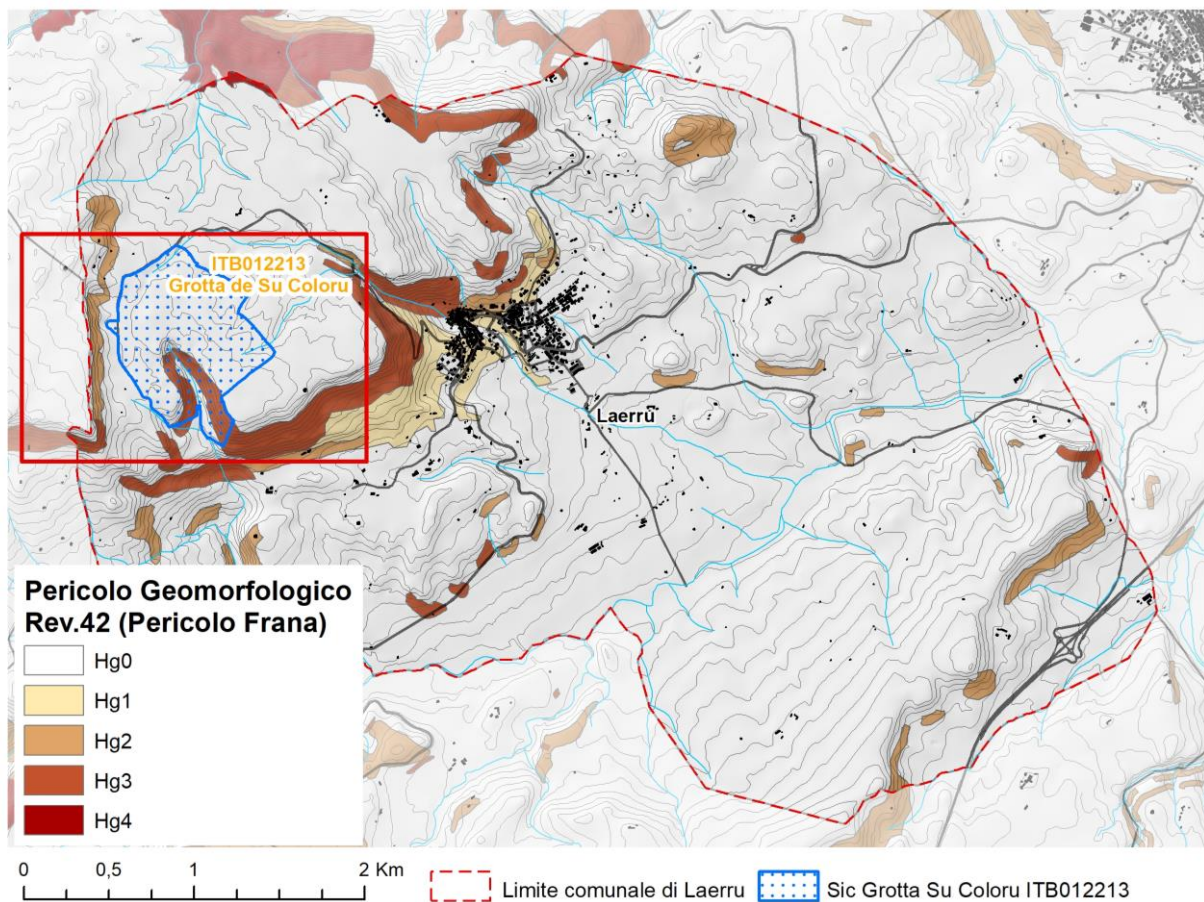 ITB012213
Grotta de Su Coloru
Laerru
Pericolo Geomorfologico
Rev.42 (Pericolo Frana)
Hg0
Hg1
Hg2
Hg3
Hg4
0 0,5 1 2 Km
Limite comunale di Laerru
Sic Grotta Su Coloru ITB012213